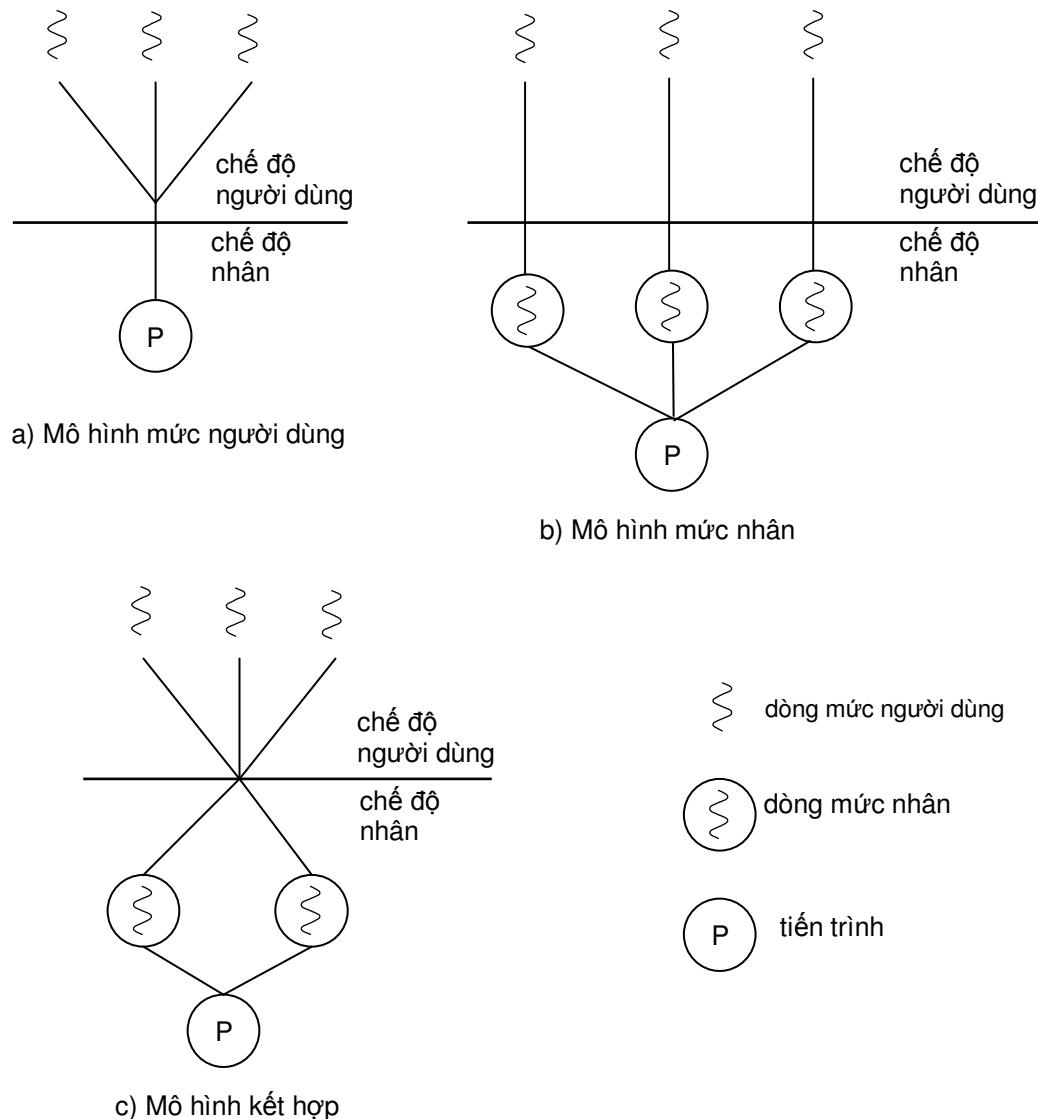 chế độ
người dùng
chế độ
nhân
P
a) Mô hình mức người dùng
chế độ
người dùng
chế độ
nhân
P
b) Mô hình mức nhân
chế độ
người dùng
chế độ
nhân
P
c) Mô hình kết hợp
dòng mức người dùng
dòng mức nhân
P
tiến trình